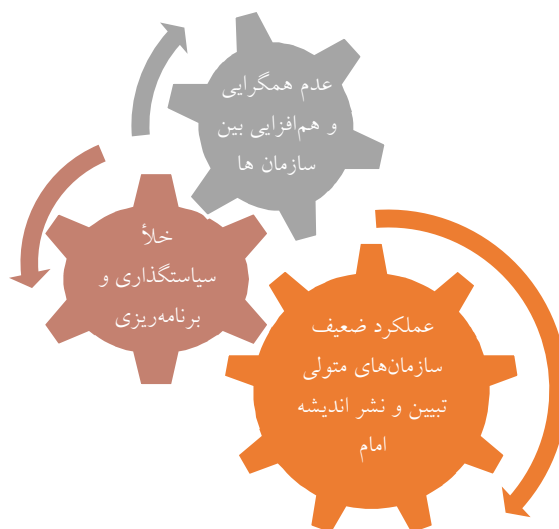 عدم همگرایی
و هم‌افزایی بین
سازمان ها
خلأ
سیاستگذاری و
برنامه‌ریزی
عملکرد ضعیف
سازمان‌های متولی
تبیین و نشر اندیشه
امام